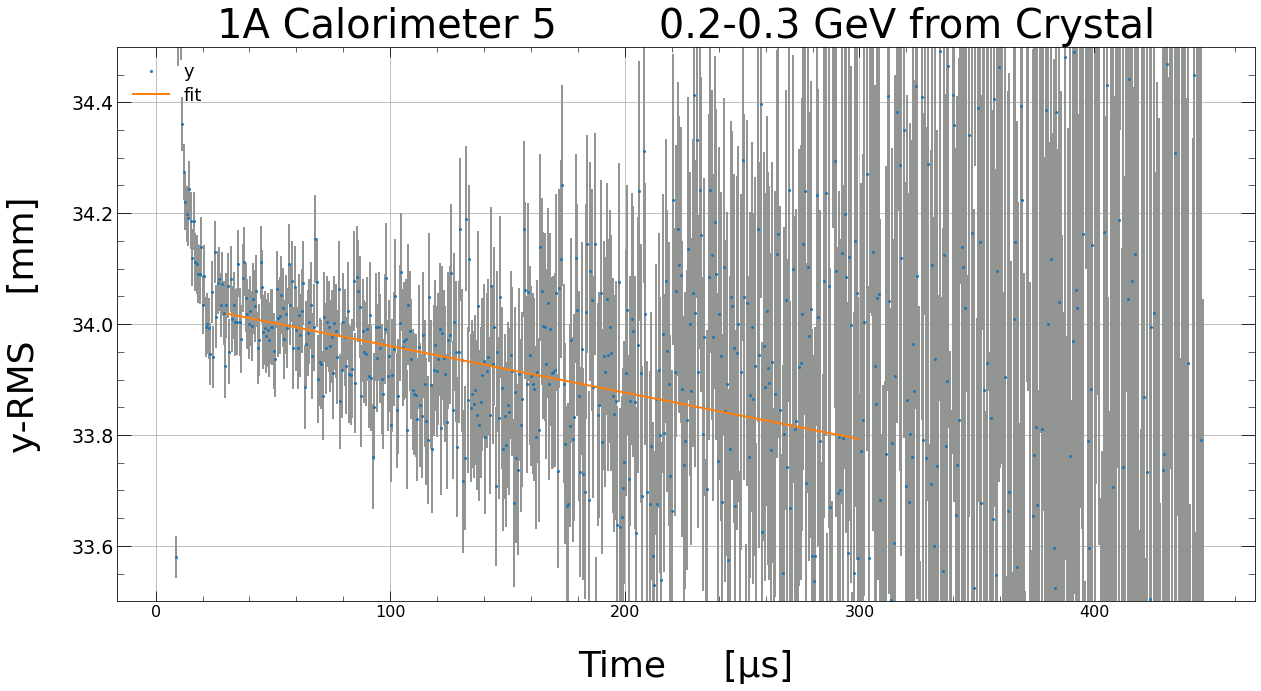 1A Calorimeter 5 0.2-0.3 GeV from Crystal
y
fit
34.4
34.2
34.0
33.8
33.6
y-RMS [mm]
0 100 200 300 400
Time [µs]